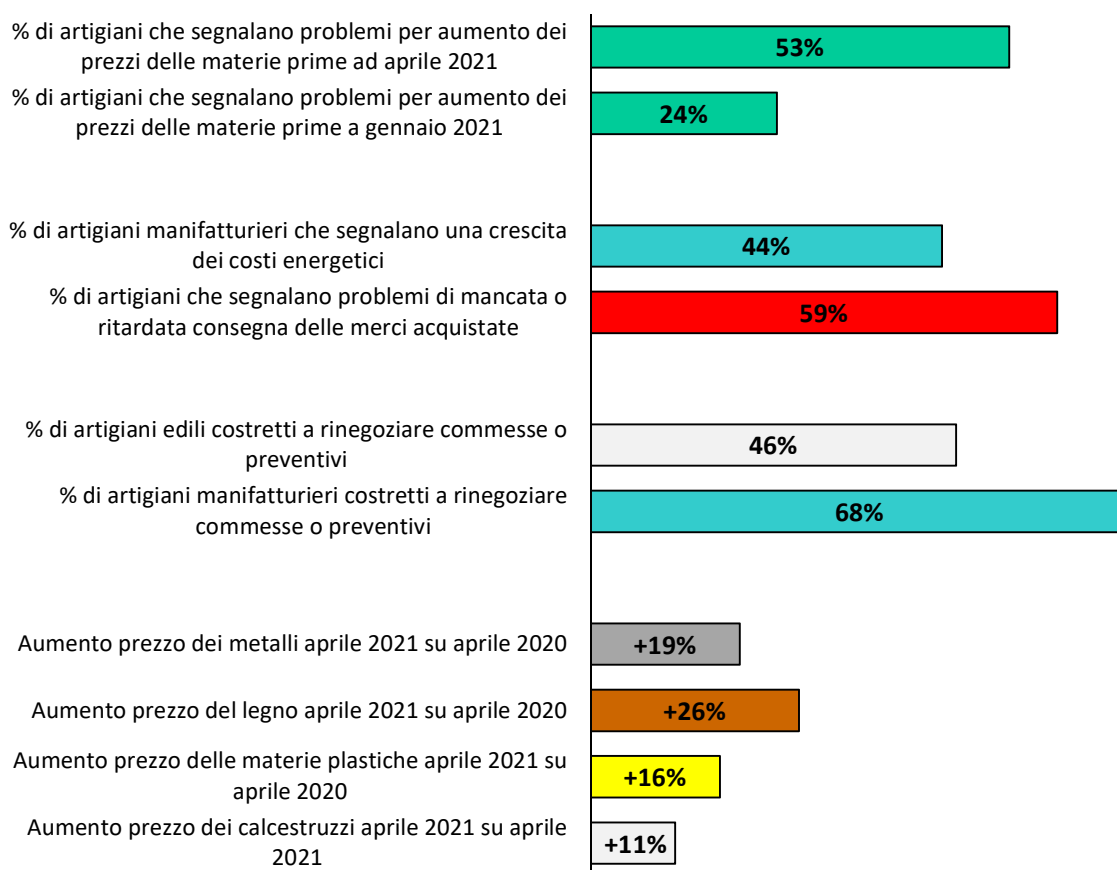 % di artigiani che segnalano problemi per aumento dei
prezzi delle materie prime ad aprile 2021
53%
% di artigiani che segnalano problemi per aumento dei
prezzi delle materie prime a gennaio 2021
24%
% di artigiani manifatturieri che segnalano una crescita
dei costi energetici
44%
% di artigiani che segnalano problemi di mancata o
ritardata consegna delle merci acquistate
59%
% di artigiani edili costretti a rinegoziare commesse o
preventivi
46%
% di artigiani manifatturieri costretti a rinegoziare
commesse o preventivi
68%
Aumento prezzo dei metalli aprile 2021 su aprile 2020
+19%
Aumento prezzo del legno aprile 2021 su aprile 2020
+26%
Aumento prezzo delle materie plastiche aprile 2021 su
aprile 2020
+16%
Aumento prezzo dei calcestruzzi aprile 2021 su aprile
2021
+11%